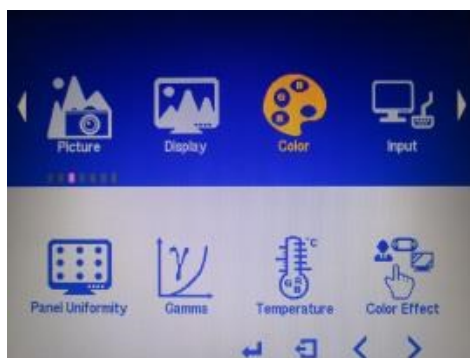 Picture
Display
Color
Input
Panel Uniformity
Gamma
Temperature
Color Effect